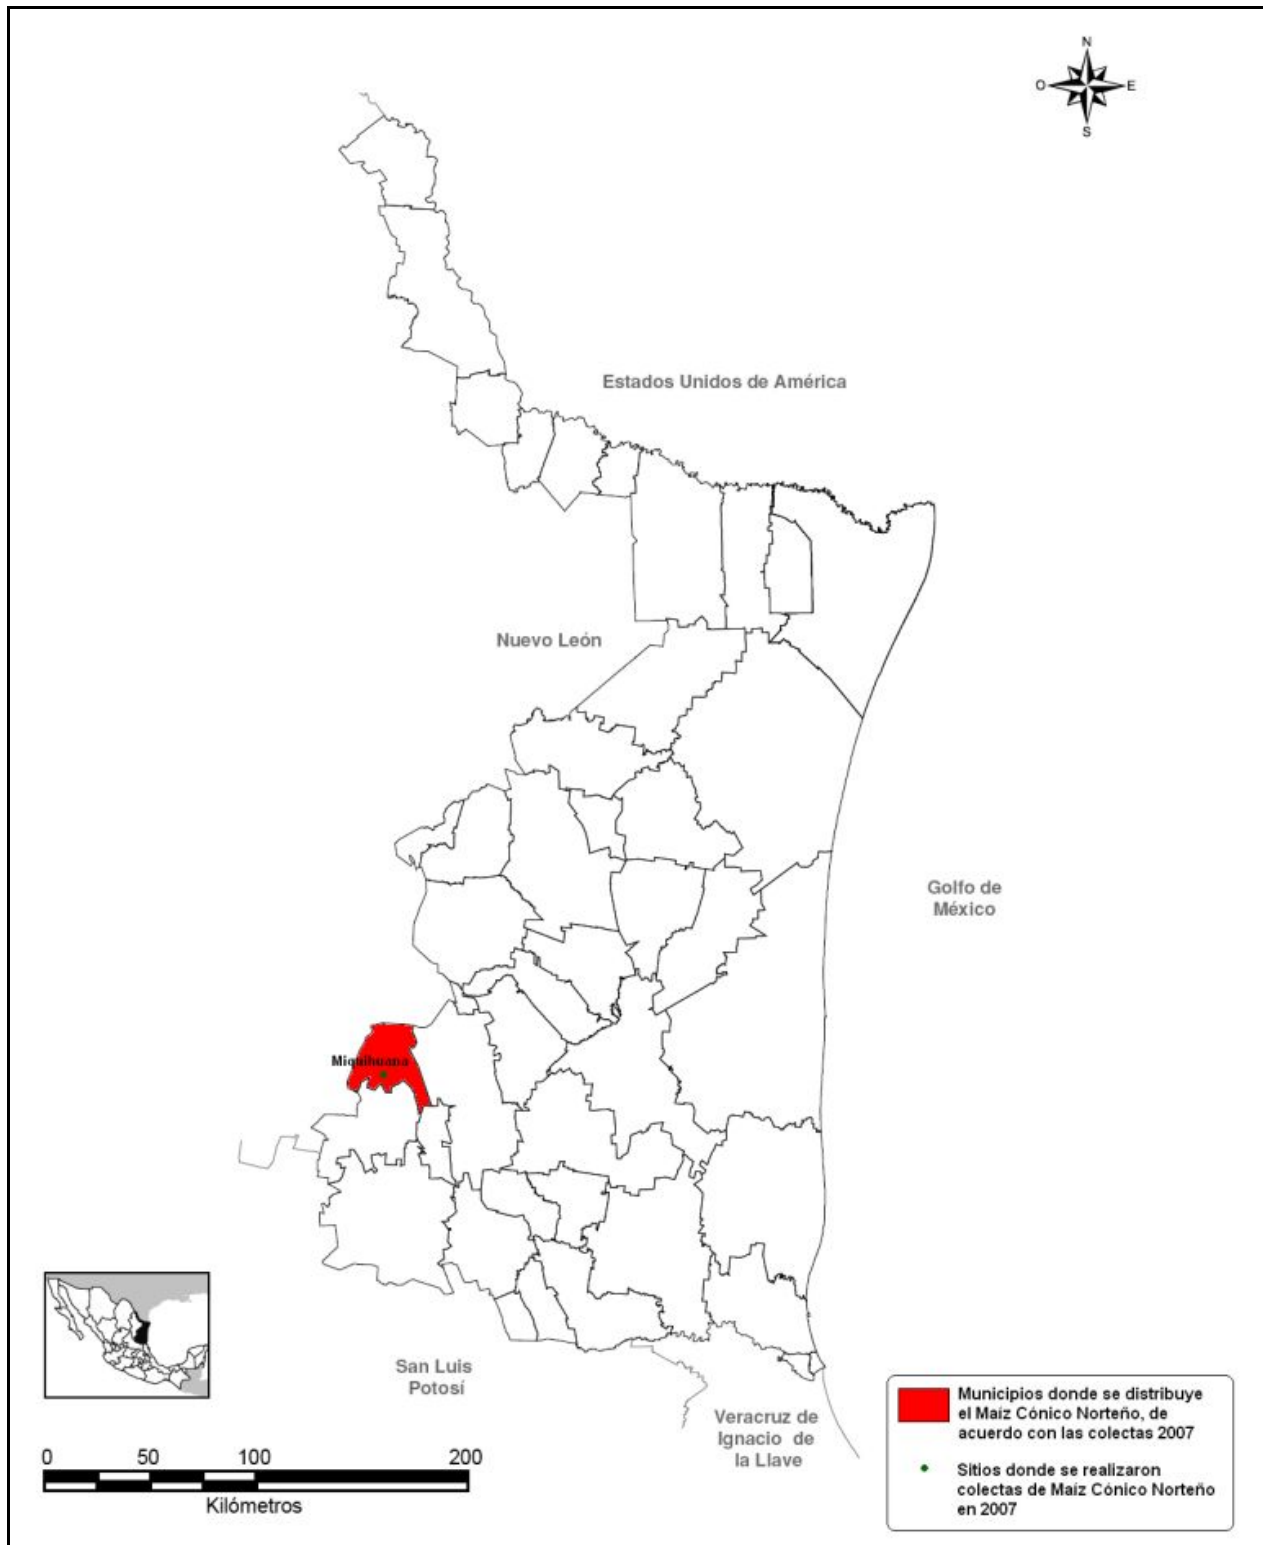 N
O
E
S
Estados Unidos de América
Nuevo León
Golfo de
México
Miquihuana
San Luis
Potosí
Veracruz de
Ignacio de
la Llave
0 50 100 200
Kilómetros
Municipios donde se distribuye
el Maíz Cónico Norteño, de
acuerdo con las colectas 2007
Sitios donde se realizaron
colectas de Maíz Cónico Norteño
en 2007